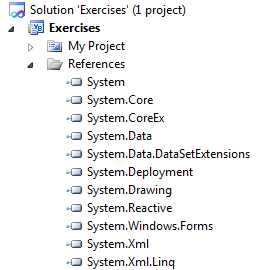 Solution 'Exercises' (1 project)
VB Exercises
My Project
References
System
System.Core
System.CoreEx
System.Data
System.Data.DataSetExtensions
System.Deployment
System.Drawing
System.Reactive
System.Windows.Forms
System.Xml
System.Xml.Linq